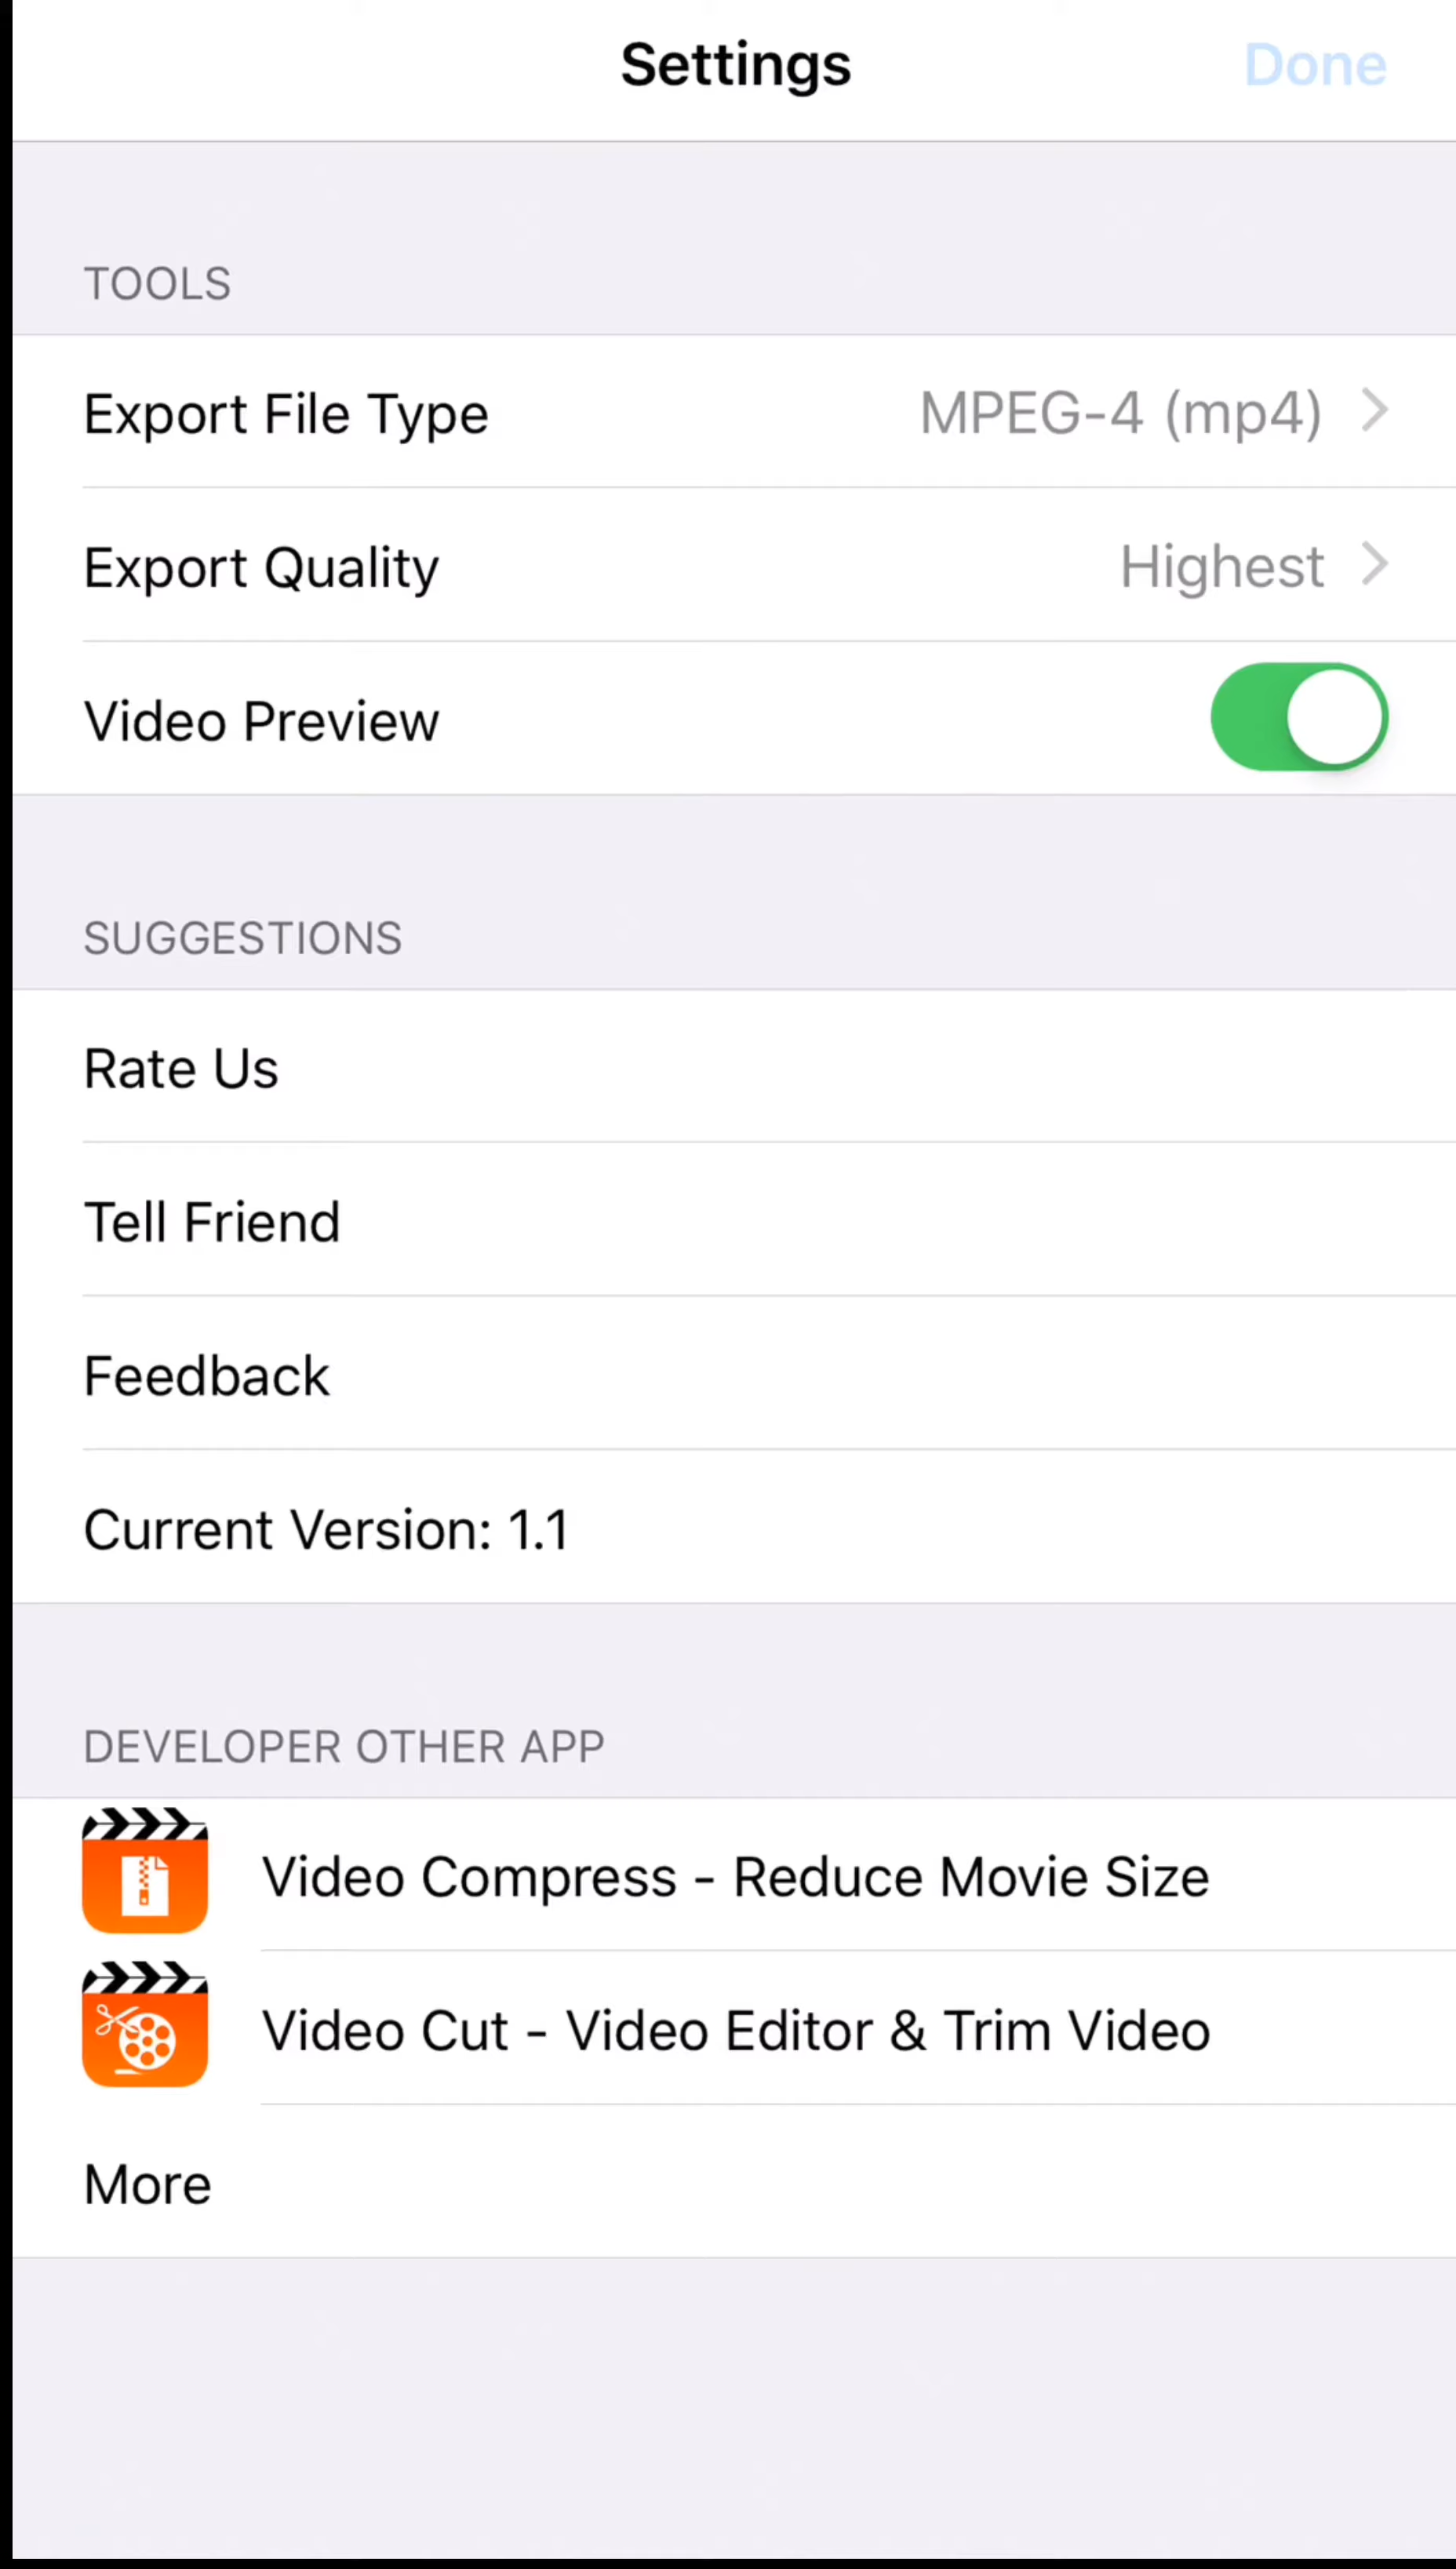 Settings
Done
TOOLS
Export File Type
MPEG-4 (mp4)
Export Quality
Highest
Video Preview
SUGGESTIONS
Rate Us
Tell Friend
Feedback
Current Version: 1.1
DEVELOPER OTHER APP
Video Compress - Reduce Movie Size
Video Cut - Video Editor & Trim Video
More